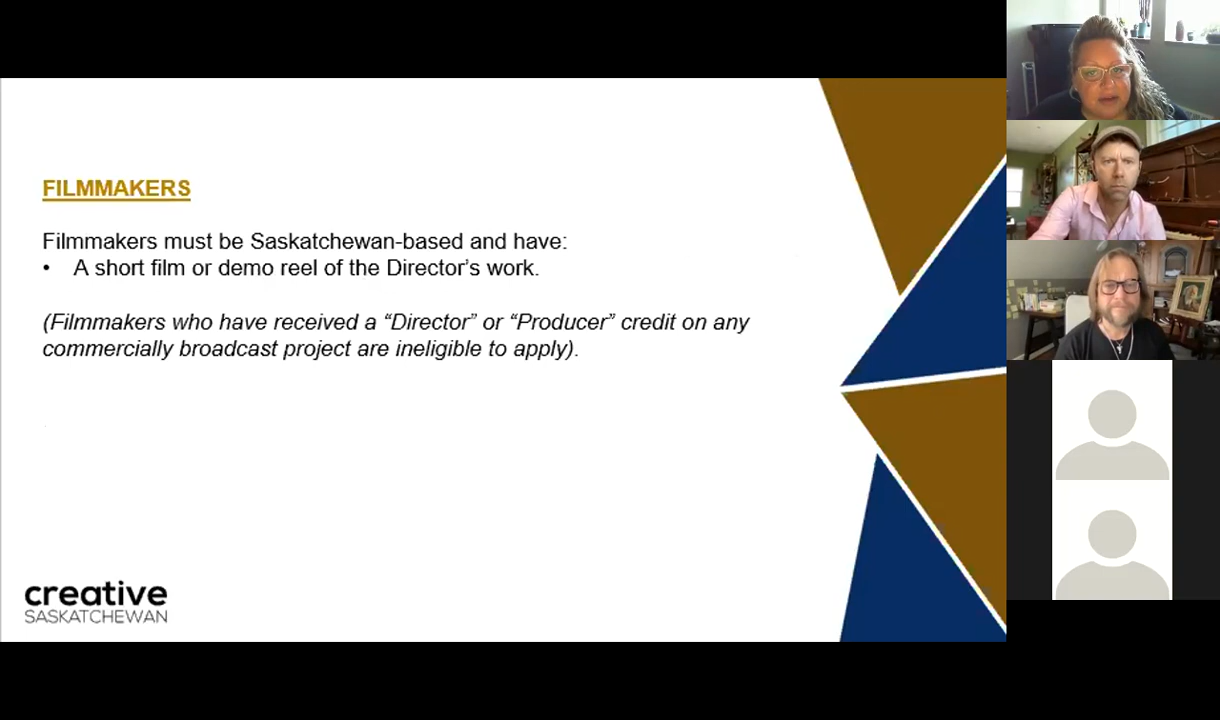 FILMMAKERS
Filmmakers must be Saskatchewan-based and have:
• A short film or demo reel of the Director’s work.
(Filmmakers who have received a “Director” or “Producer” credit on any
commercially broadcast project are ineligible to apply).
creative
SASKATCHEWAN